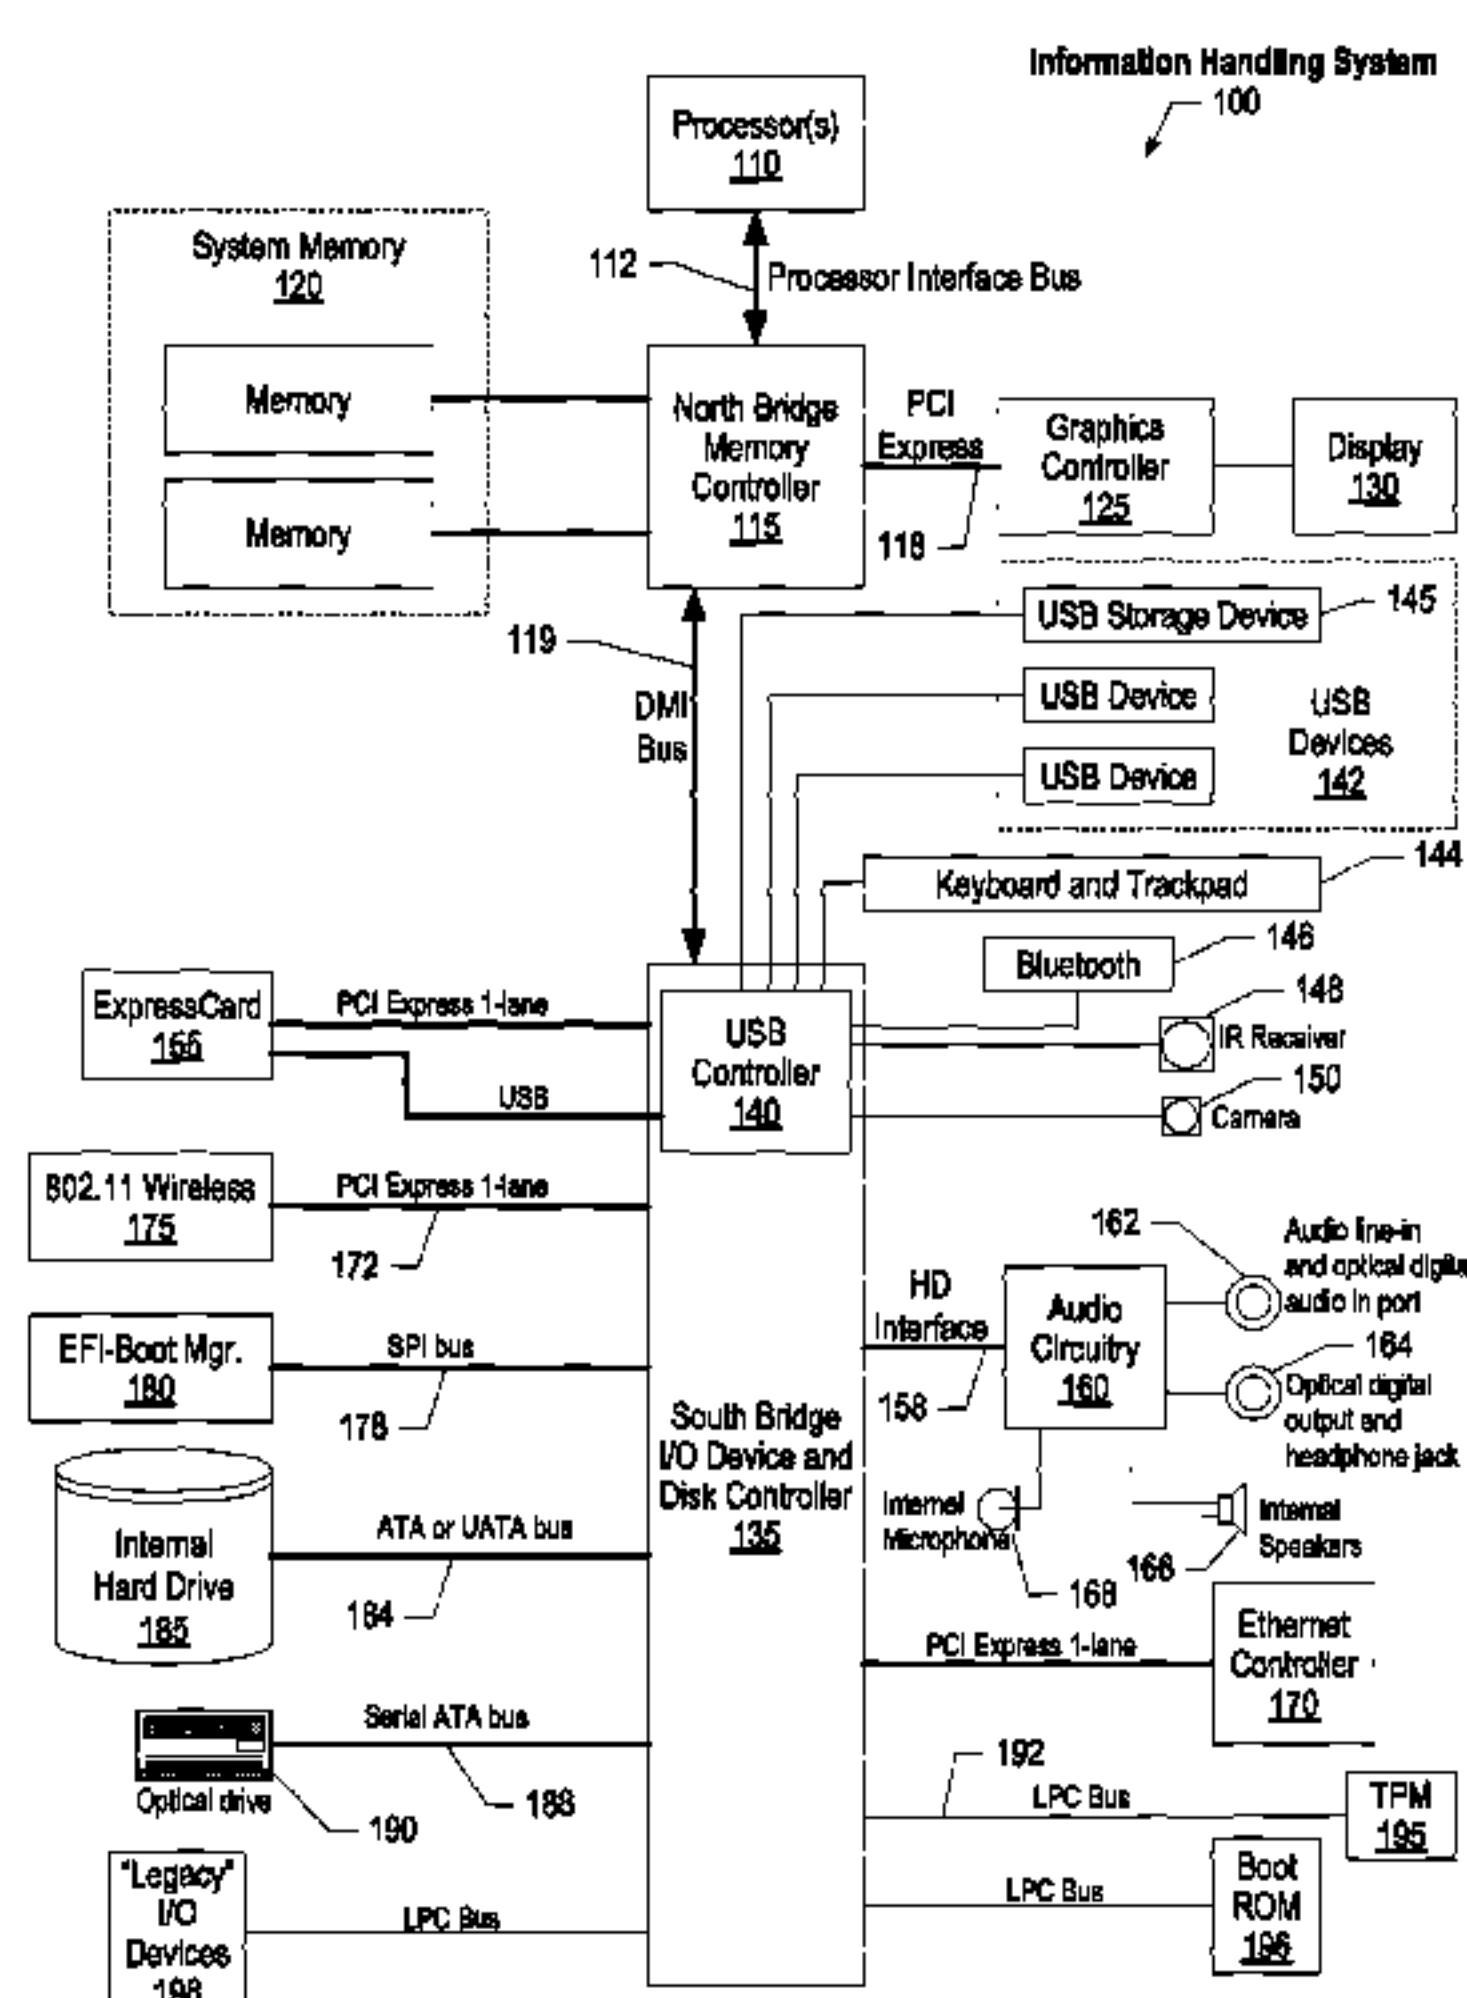 Information Handling System
100
Processor(s)
110
112
Processor Interface Bus
System Memory
120
Memory
Memory
North Bridge
Memory
Controller
115
PCI
Express
118
Graphics
Controller
125
Display
130
119
DMI
Bus
USB Storage Device
145
USB Device
USB Device
USB
Devices
142
Keyboard and Trackpad
144
Bluetooth
146
148
IR Receiver
150
Camera
ExpressCard
155
PCI Express 1-lane
USB
USB
Controller
140
802.11 Wireless
175
PCI Express 1-lane
172
EFI-Boot Mgr.
180
SPI bus
178
Internal
Hard Drive
185
ATA or UATA bus
184
Serial ATA bus
188
Optical drive
190
"Legacy"
I/O
Devices
198
LPC Bus
South Bridge
I/O Device and
Disk Controller
135
HD
Interface
158
Audio
Circuitry
160
162
Audio line-in
and optical digita
audio in port
164
Optical digital
output and
headphone jack
Internal
Microphone
168
Internal
Speakers
166
PCI Express 1-lane
Ethernet
Controller
170
192
LPC Bus
TPM
195
LPC Bus
Boot
ROM
196